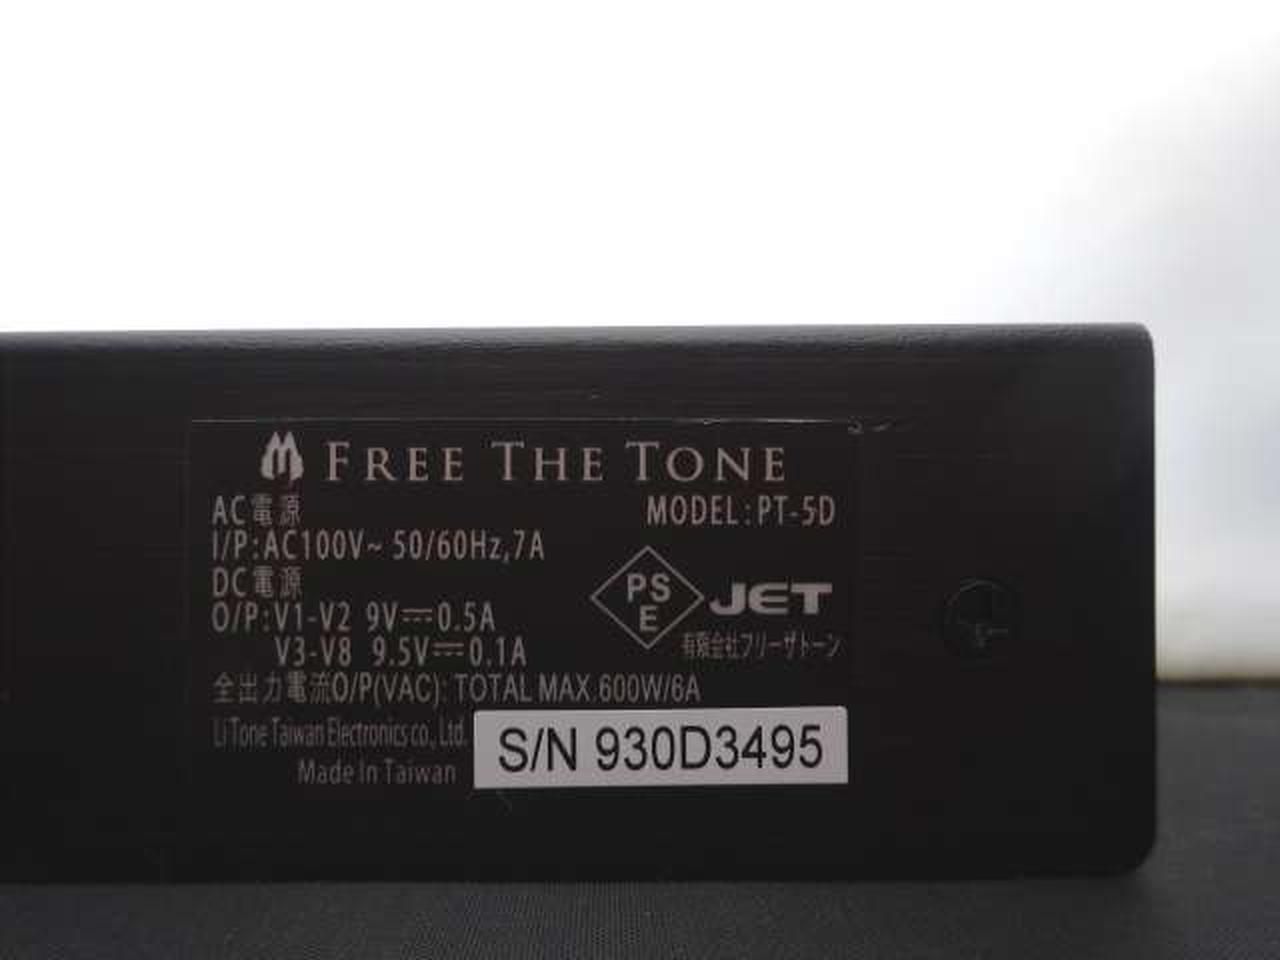 FREE THE TONE
AC電源
MODEL:PT-5D
I/P:AC100V~ 50/60Hz,7A
DC電源
O/P:V1-V2 9V⎓0.5A
V3-V8 9.5V⎓0.1A
PS
E
JET
有限会社フリーザトーン
全出力電流O/P(VAC): TOTAL MAX 600W/6A
Li Tone Taiwan Electronics co., Ltd.
Made In Taiwan
S/N 930D3495